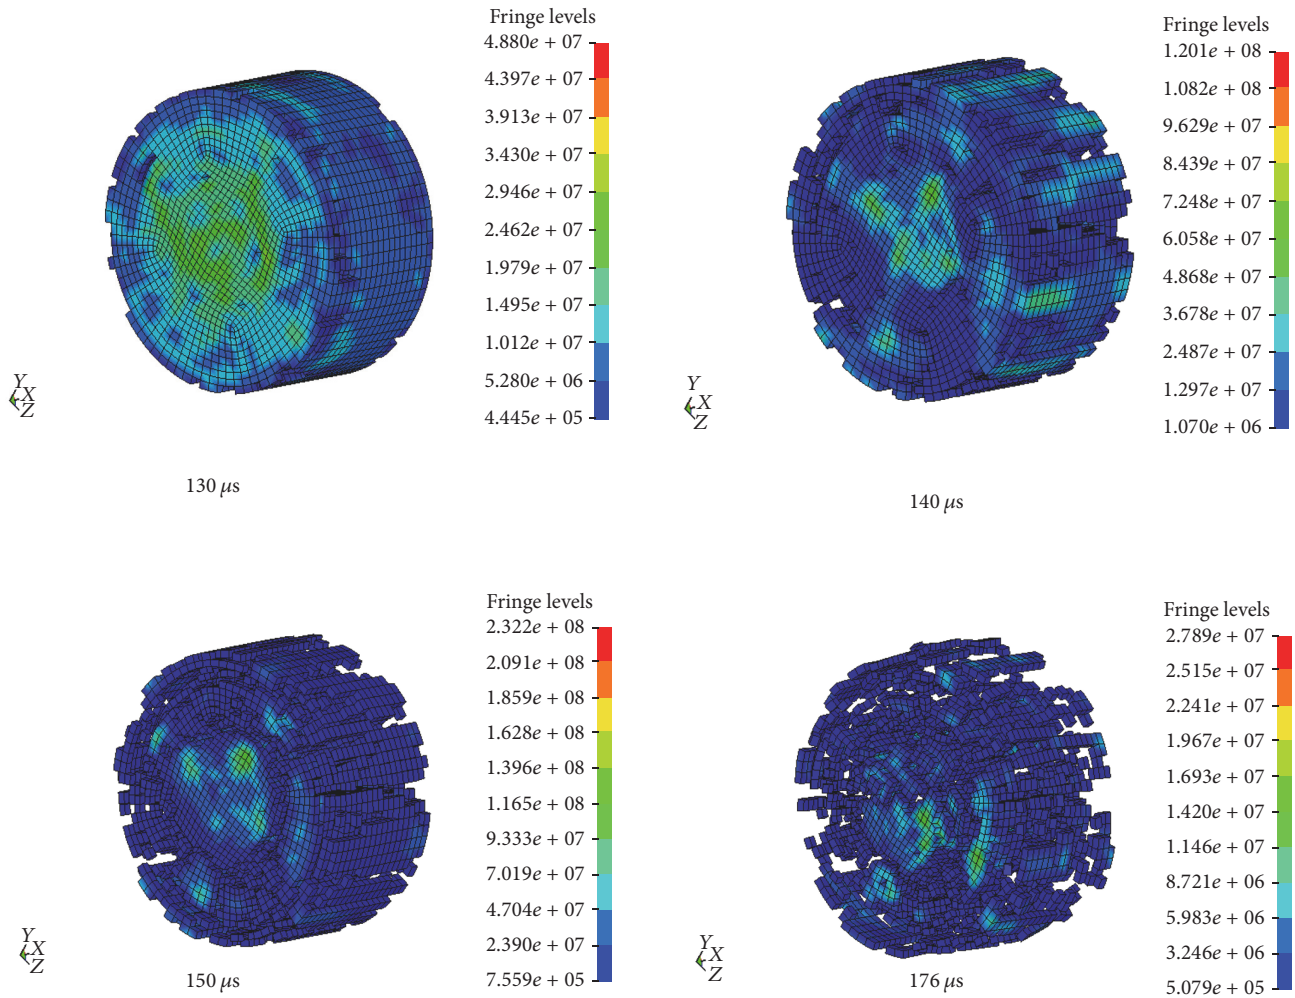 Fringe levels
4.880e + 07
4.397e + 07
3.913e + 07
3.430e + 07
2.946e + 07
2.462e + 07
1.979e + 07
1.495e + 07
1.012e + 07
5.280e + 06
4.445e + 05
Y
X
Z
130 μs
Fringe levels
1.201e + 08
1.082e + 08
9.629e + 07
8.439e + 07
7.248e + 07
6.058e + 07
4.868e + 07
3.678e + 07
2.487e + 07
1.297e + 07
1.070e + 06
Y
X
Z
140 μs
Fringe levels
2.322e + 08
2.091e + 08
1.859e + 08
1.628e + 08
1.396e + 08
1.165e + 08
9.333e + 07
7.019e + 07
4.704e + 07
2.390e + 07
7.559e + 05
Y
X
Z
150 μs
Fringe levels
2.789e + 07
2.515e + 07
2.241e + 07
1.967e + 07
1.693e + 07
1.420e + 07
1.146e + 07
8.721e + 06
5.983e + 06
3.246e + 06
5.079e + 05
Y
X
Z
176 μs